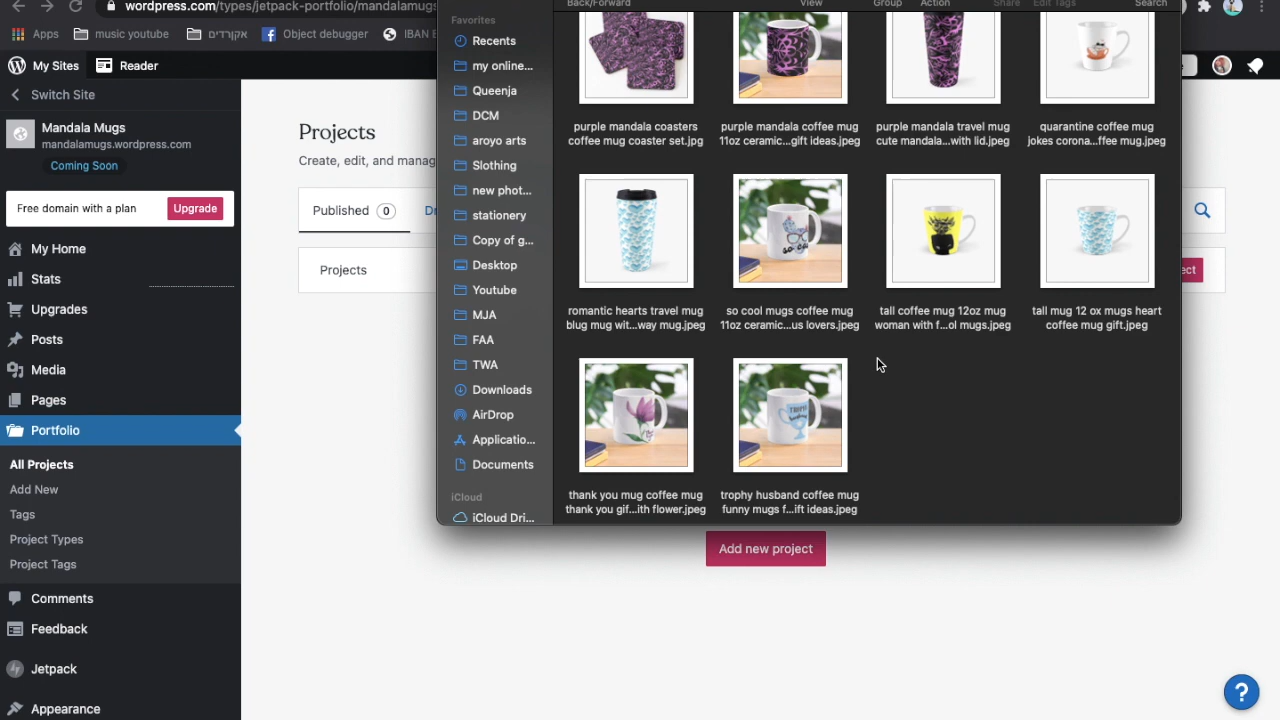 wordpress.com/types/jetpack-portfolio/mandalamugs
Apps
music youtube
אקורדים
Object debugger
My Sites
Reader
Switch Site
Mandala Mugs
mandalamugs.wordpress.com
Coming Soon
Free domain with a plan
Upgrade
My Home
Stats
Upgrades
Posts
Media
Pages
Portfolio
All Projects
Add New
Tags
Project Types
Project Tags
Comments
Feedback
Jetpack
Appearance
Projects
Create, edit, and manag
Published 0
Projects
Add new project
Back/Forward
View
Group
Action
Share
Edit Tags
Search
Favorites
Recents
my online...
Queenja
DCM
aroyo arts
Slothing
new phot...
stationery
Copy of g...
Desktop
Youtube
MJA
FAA
TWA
Downloads
AirDrop
Applicatio...
Documents
iCloud
iCloud Dri...
purple mandala coasters
coffee mug coaster set.jpg
purple mandala coffee mug
11oz ceramic...gift ideas.jpeg
purple mandala travel mug
cute mandala...with lid.jpeg
quarantine coffee mug
jokes corona...ffee mug.jpeg
romantic hearts travel mug
blug mug wit...way mug.jpeg
so cool mugs coffee mug
11oz ceramic...us lovers.jpeg
tall coffee mug 12oz mug
woman with f...ol mugs.jpeg
tall mug 12 ox mugs heart
coffee mug gift.jpeg
thank you mug coffee mug
thank you gif...ith flower.jpeg
trophy husband coffee mug
funny mugs f...ift ideas.jpeg
?